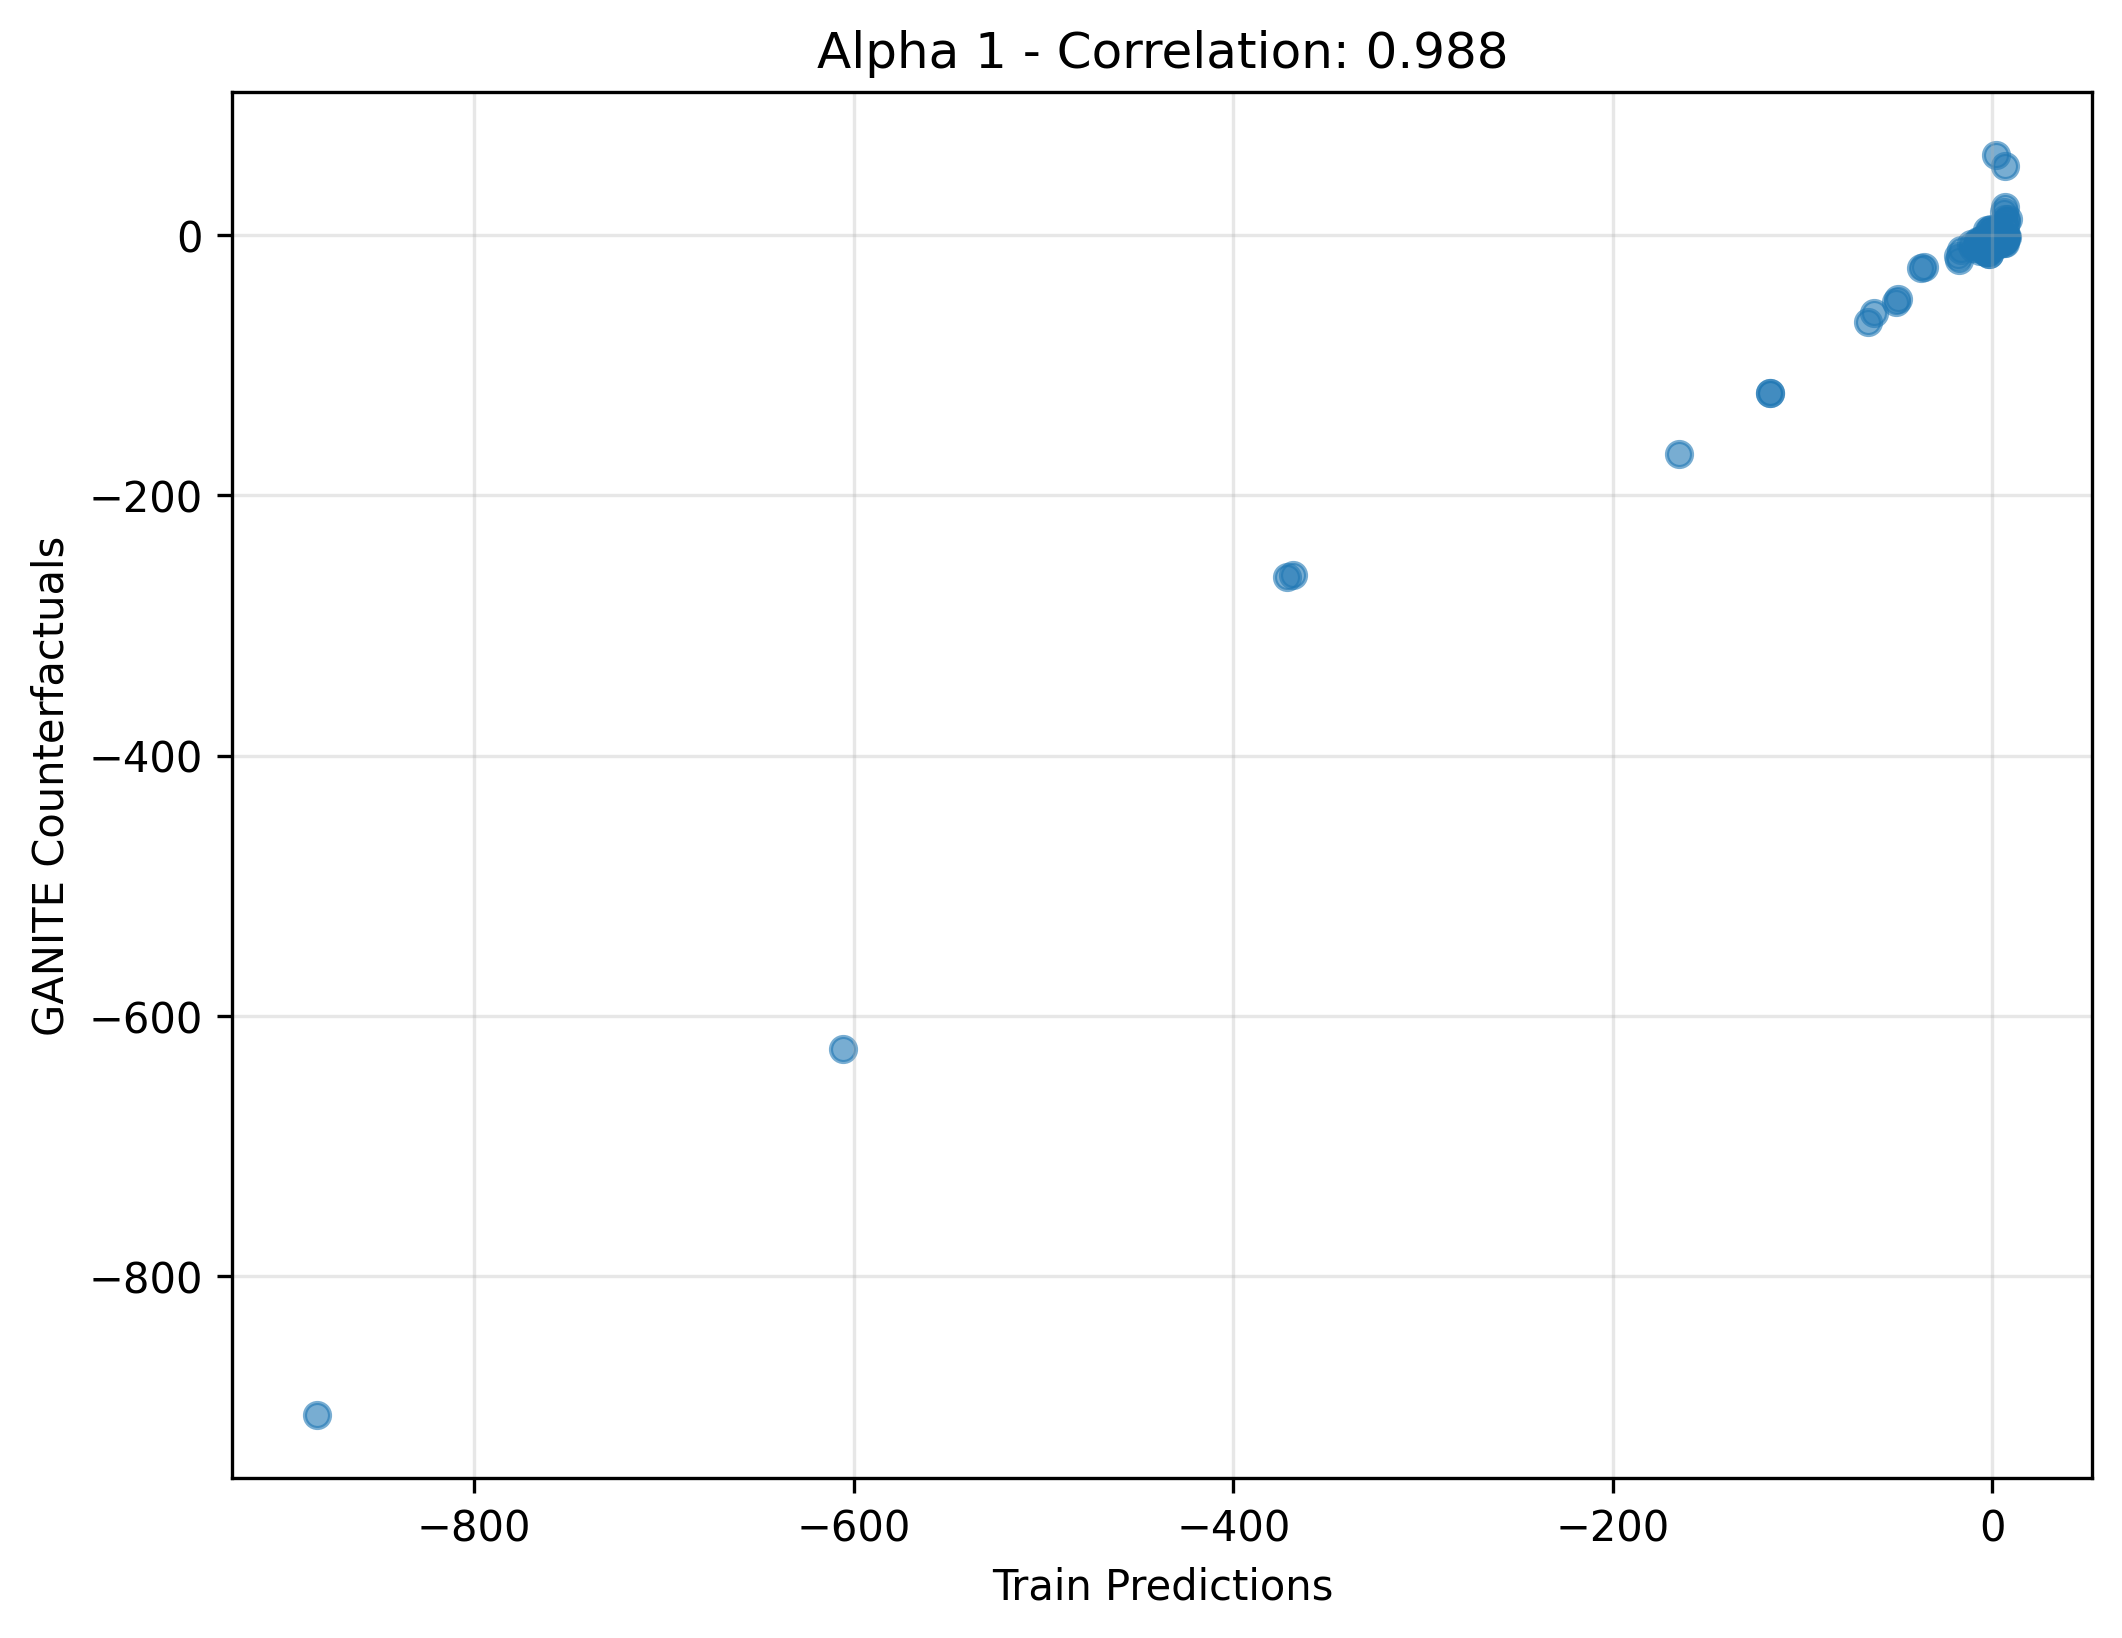 Alpha 1 - Correlation: 0.988
GANITE Counterfactuals
0
−200
−400
−600
−800
−800 −600 −400 −200 0
Train Predictions